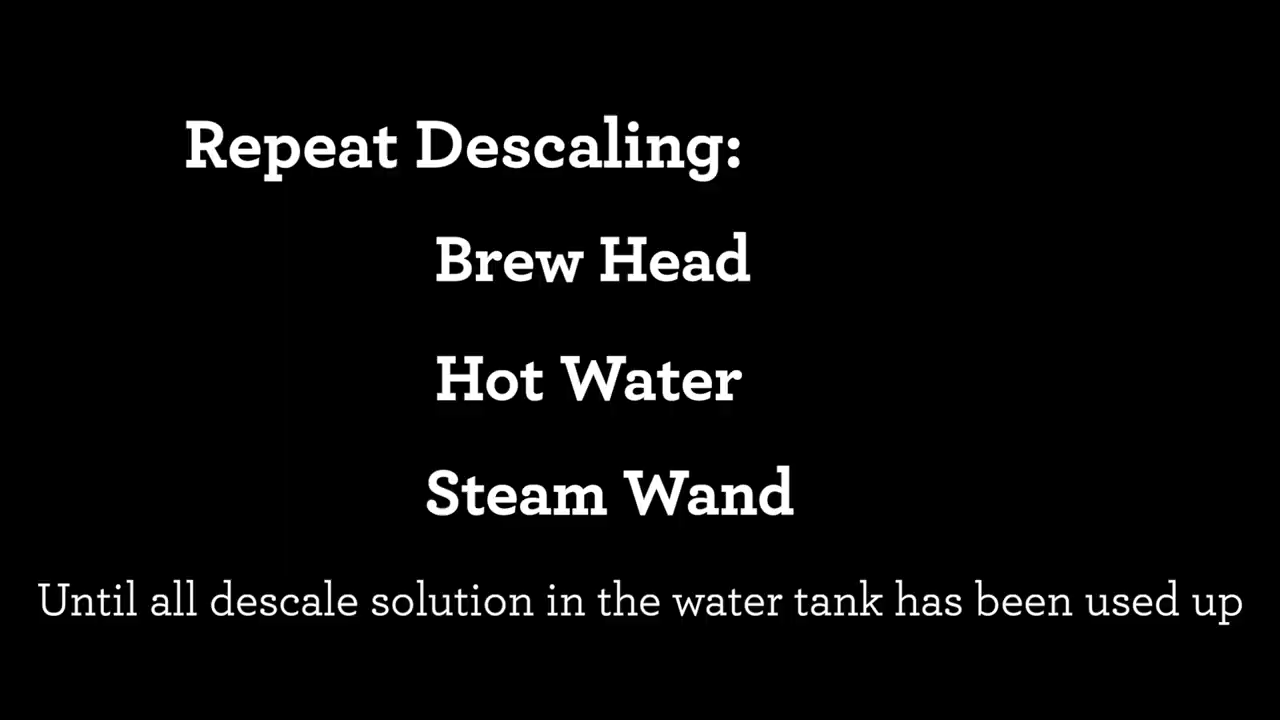 Repeat Descaling:
Brew Head
Hot Water
Steam Wand
Until all descale solution in the water tank has been used up